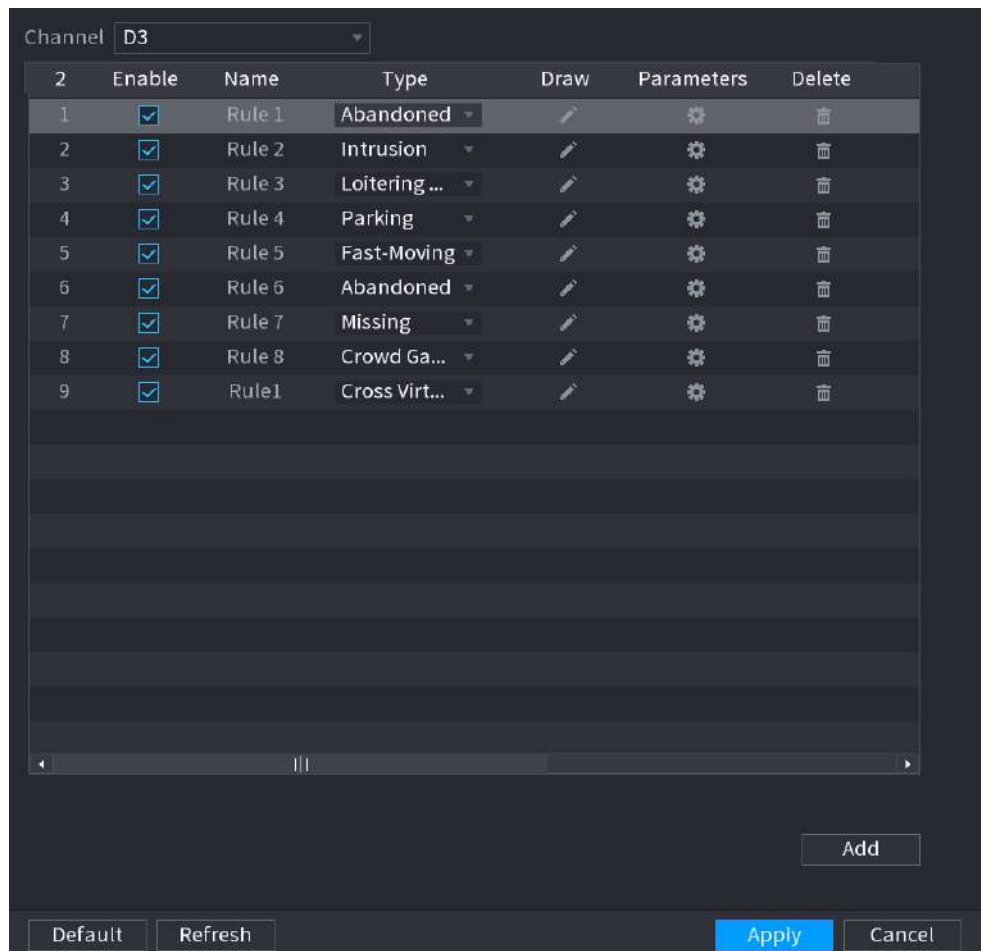 Channel D3
2 Enable Name Type Draw Parameters Delete
1 Rule 1 Abandoned
2 Rule 2 Intrusion
3 Rule 3 Loitering ...
4 Rule 4 Parking
5 Rule 5 Fast-Moving
6 Rule 6 Abandoned
7 Rule 7 Missing
8 Rule 8 Crowd Ga...
9 Rule1 Cross Virt...
Add
Default Refresh Apply Cancel